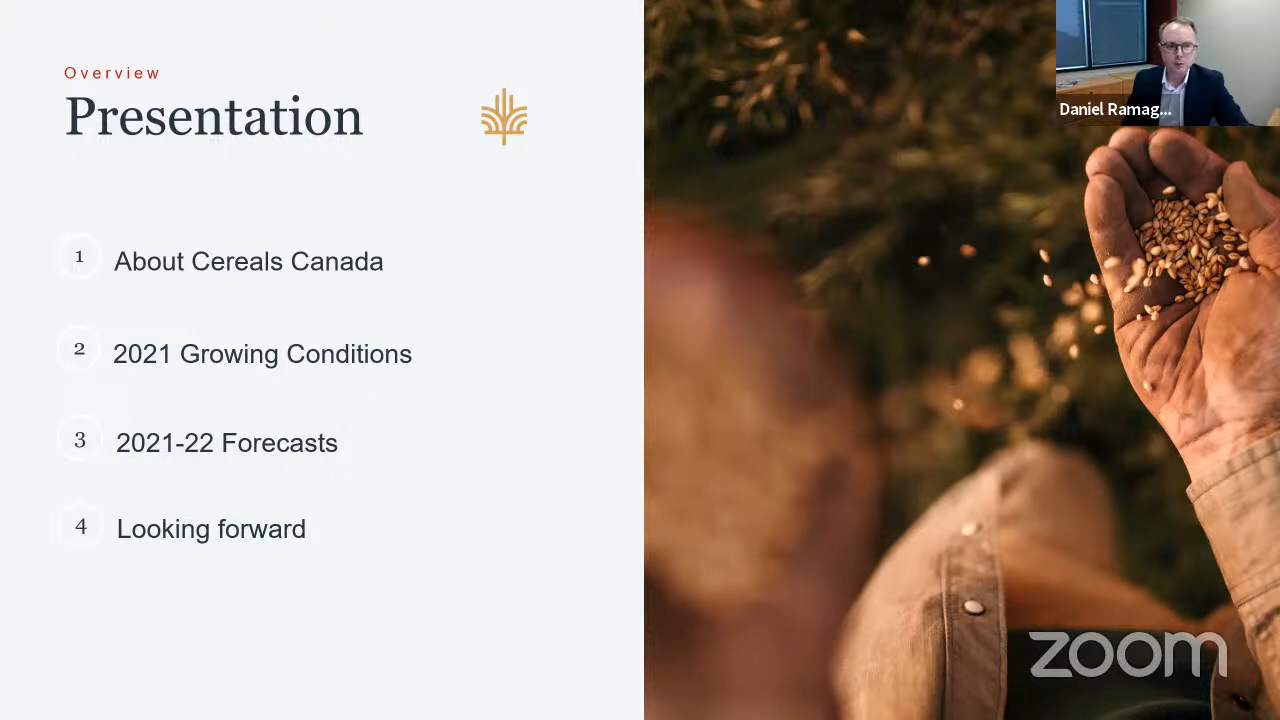 Overview
Presentation
1 About Cereals Canada
2 2021 Growing Conditions
3 2021-22 Forecasts
4 Looking forward
Daniel Ramag...
zoom